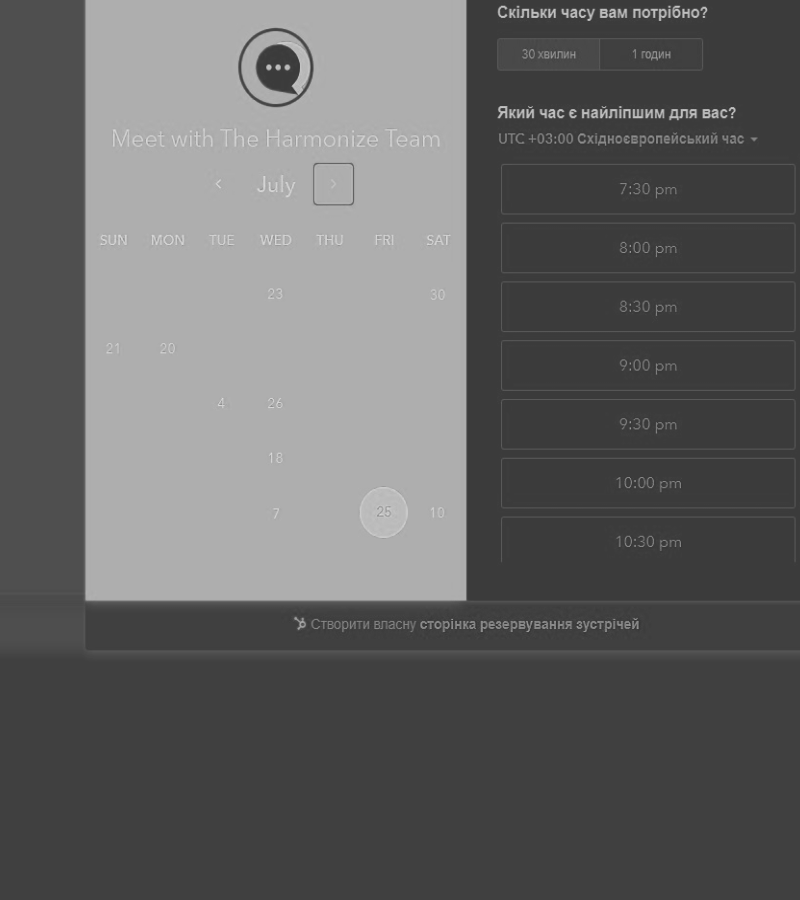 Скільки часу вам потрібно?
30 хвилин 1 годин
Meet with The Harmonize Team
July
SUN MON TUE WED THU FRI SAT
23 30
21 20
4 26
18
7 25 10
Який час є найліпшим для вас?
UTC +03:00 Східноєвропейський час
7:30 pm
8:00 pm
8:30 pm
9:00 pm
9:30 pm
10:00 pm
10:30 pm
Створити власну сторінка резервування зустрічей